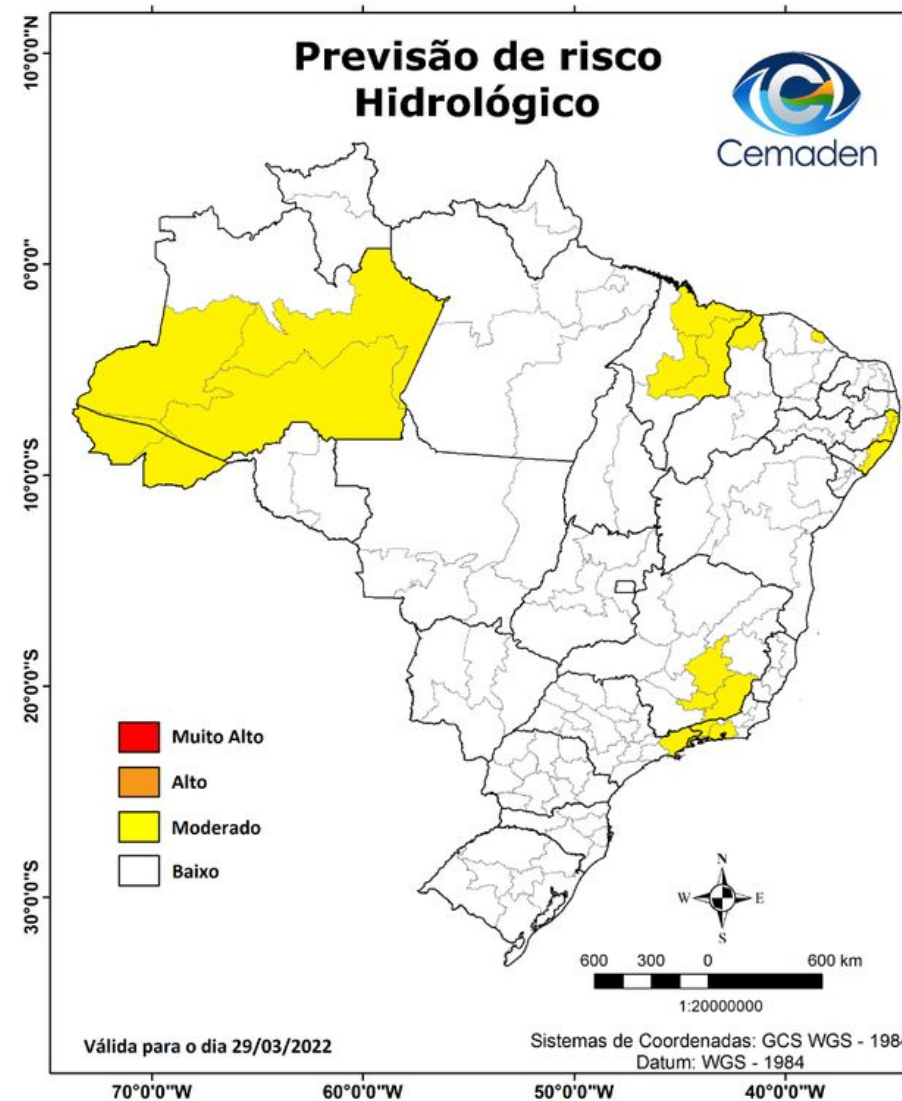 Previsão de risco
Hidrológico
Cemaden
10°0'0"N
0°0'0"
10°0'0"S
20°0'0"S
30°0'0"S
Muito Alto
Alto
Moderado
Baixo
N
W
E
S
600 300 0 600 km
1:20000000
Válida para o dia 29/03/2022
Sistemas de Coordenadas: GCS WGS - 198
Datum: WGS - 1984
70°0'0"W 60°0'0"W 50°0'0"W 40°0'0"W